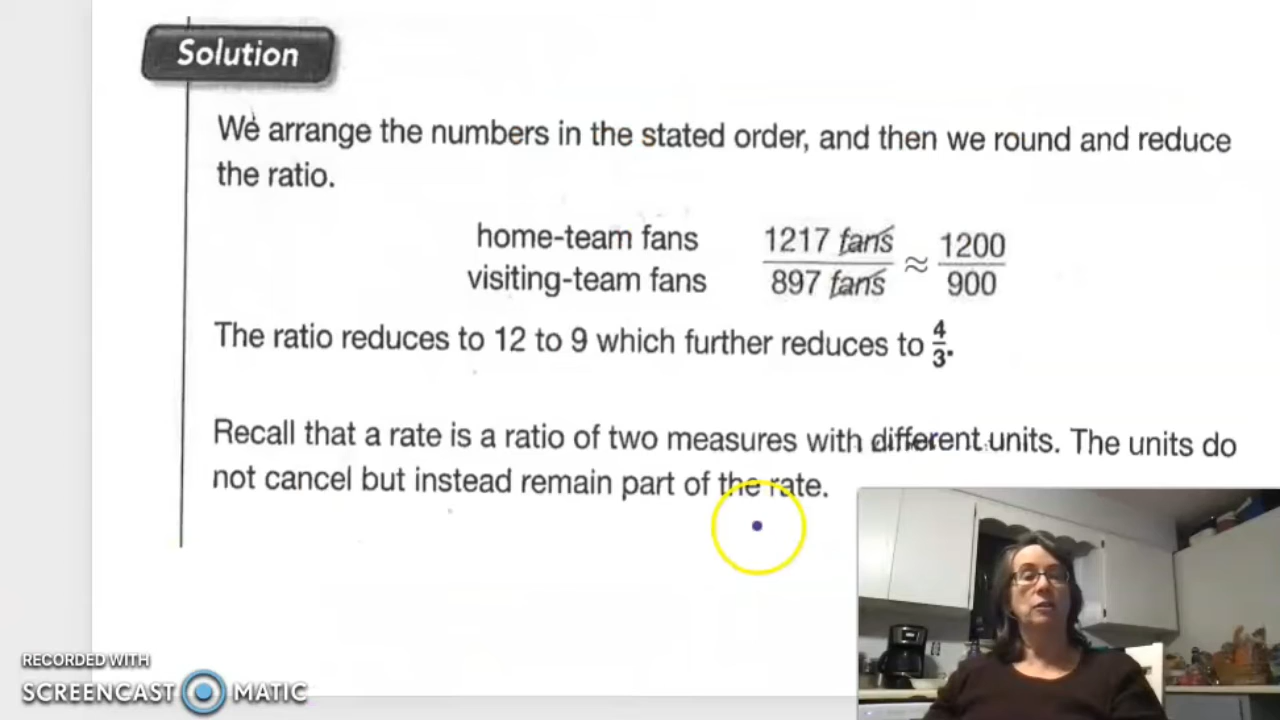 Solution
We arrange the numbers in the stated order, and then we round and reduce
the ratio.
home-team fans 1217 fans ≈ 1200
visiting-team fans 897 fans 900
The ratio reduces to 12 to 9 which further reduces to 4/3.
Recall that a rate is a ratio of two measures with different units. The units do
not cancel but instead remain part of the rate.
RECORDED WITH
SCREENCAST MATIC